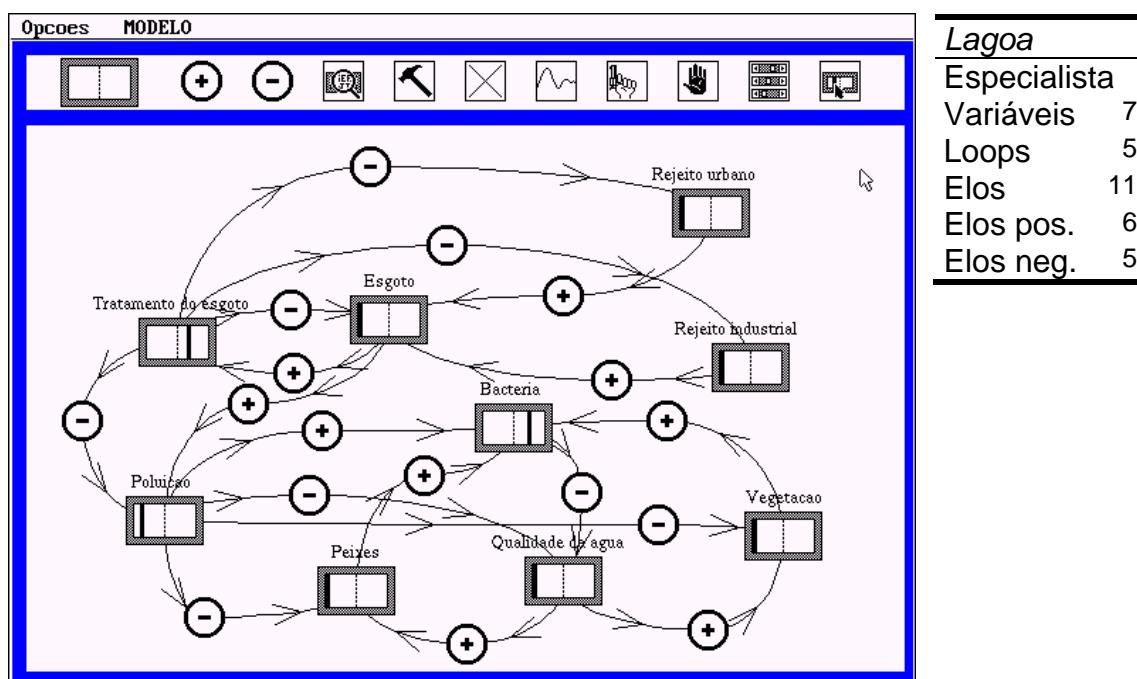 Opcoes MODELO
Rejeito urbano
Esgoto
Tratamento do esgoto
Rejeito industrial
Bacteria
Poluicao
Vegetacao
Qualidade da agua
Peixes
Lagoa
Especialista
Variáveis 7
Loops 5
Elos 11
Elos pos. 6
Elos neg. 5